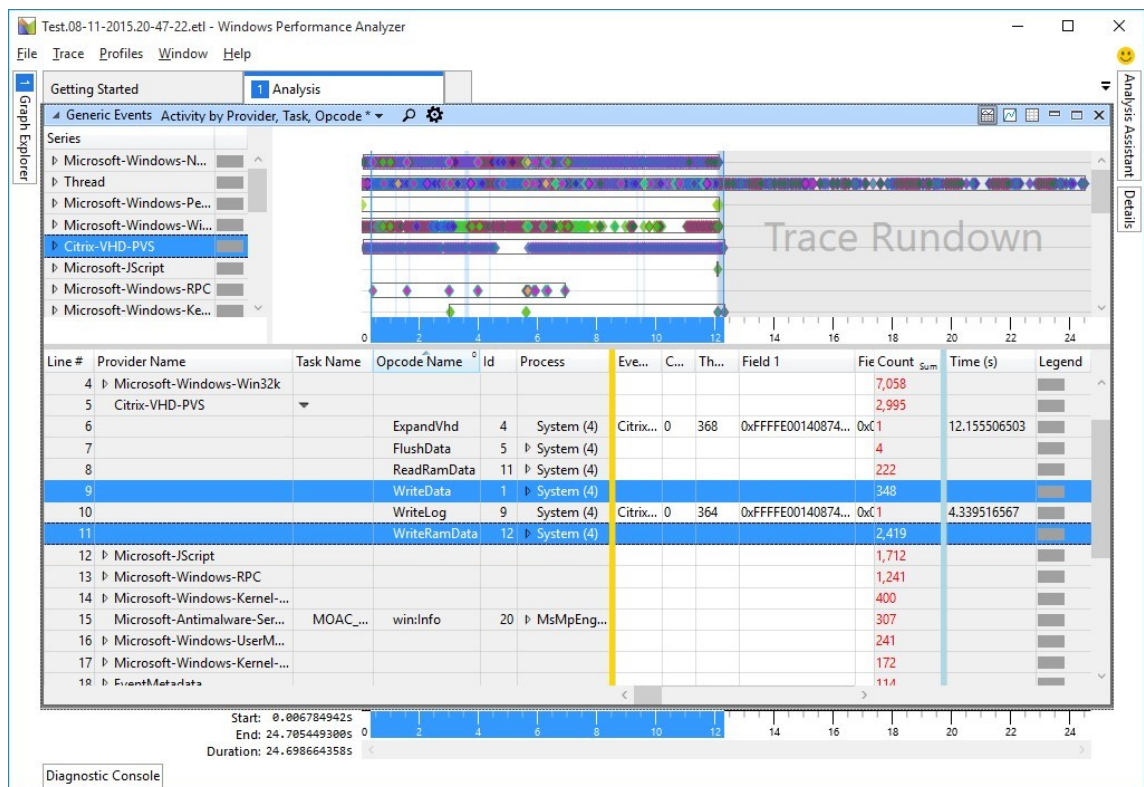 Test.08-11-2015.20-47-22.etl - Windows Performance Analyzer
File Trace Profiles Window Help
1 Graph Explorer
Getting Started
1 Analysis
Analysis Assistant
Details
Generic Events Activity by Provider, Task, Opcode *
Series
Microsoft-Windows-N...
Thread
Microsoft-Windows-Pe...
Microsoft-Windows-Wi...
Citrix-VHD-PVS
Microsoft-JScript
Microsoft-Windows-RPC
Microsoft-Windows-Ke...
Trace Rundown
0 2 4 6 8 10 12 14 16 18 20 22 24
Line # Provider Name Task Name Opcode Name 0 Id Process Eve... C... Th... Field 1 Fie Count Sum Time (s) Legend
4 Microsoft-Windows-Win32k 7,058
5 Citrix-VHD-PVS 2,995
6 ExpandVhd 4 System (4) Citrix... 0 368 0xFFFFE00140874... 0x( 1 12.155506503
7 FlushData 5 System (4) 4
8 ReadRamData 11 System (4) 222
9 WriteData 1 System (4) 348
10 WriteLog 9 System (4) Citrix... 0 364 0xFFFFE00140874... 0x( 1 4.339516567
11 WriteRamData 12 System (4) 2,419
12 Microsoft-JScript 1,712
13 Microsoft-Windows-RPC 1,241
14 Microsoft-Windows-Kernel-... 400
15 Microsoft-Antimalware-Ser... MOAC_... win:Info 20 MsMpEng... 307
16 Microsoft-Windows-UserM... 241
17 Microsoft-Windows-Kernel-... 172
18 EventMetadata 114
Start: 0.006784942s
End: 24.705449300s
Duration: 24.698664358s
0 2 4 6 8 10 12 14 16 18 20 22 24
Diagnostic Console